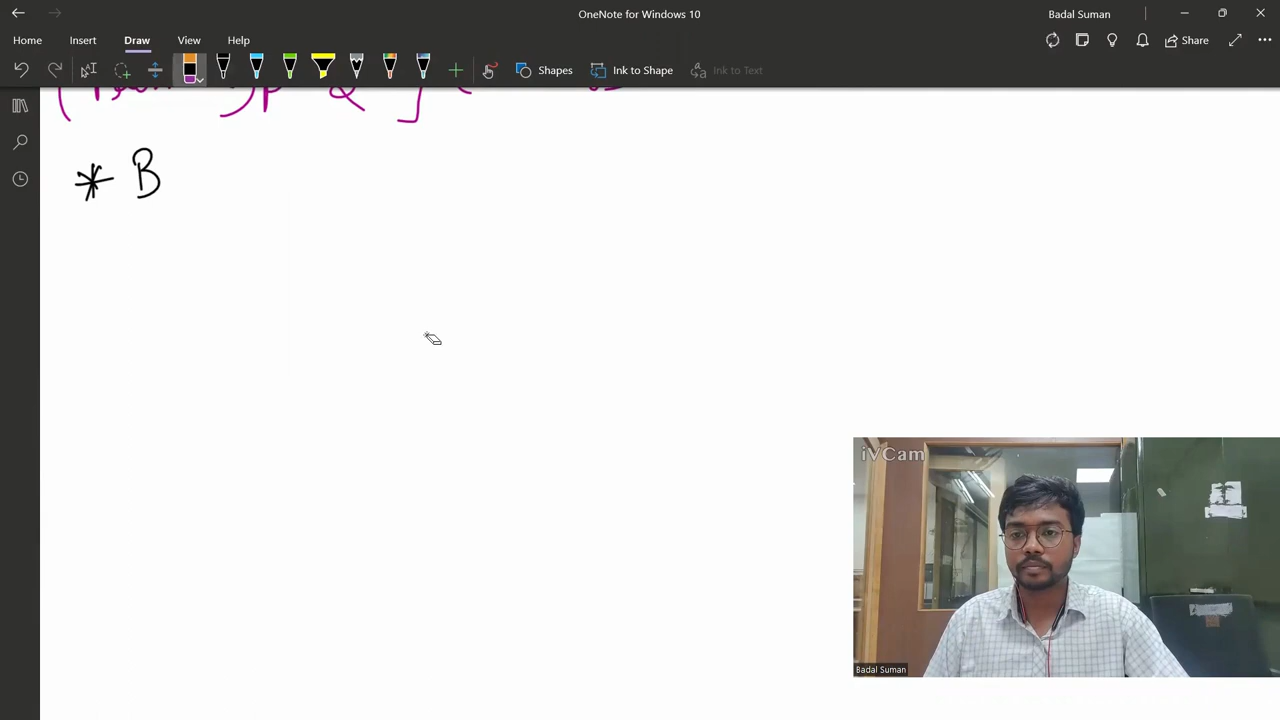 OneNote for Windows 10
Badal Suman
Home Insert Draw View Help
Share
Shapes Ink to Shape Ink to Text
* B
iVCam
Badal Suman